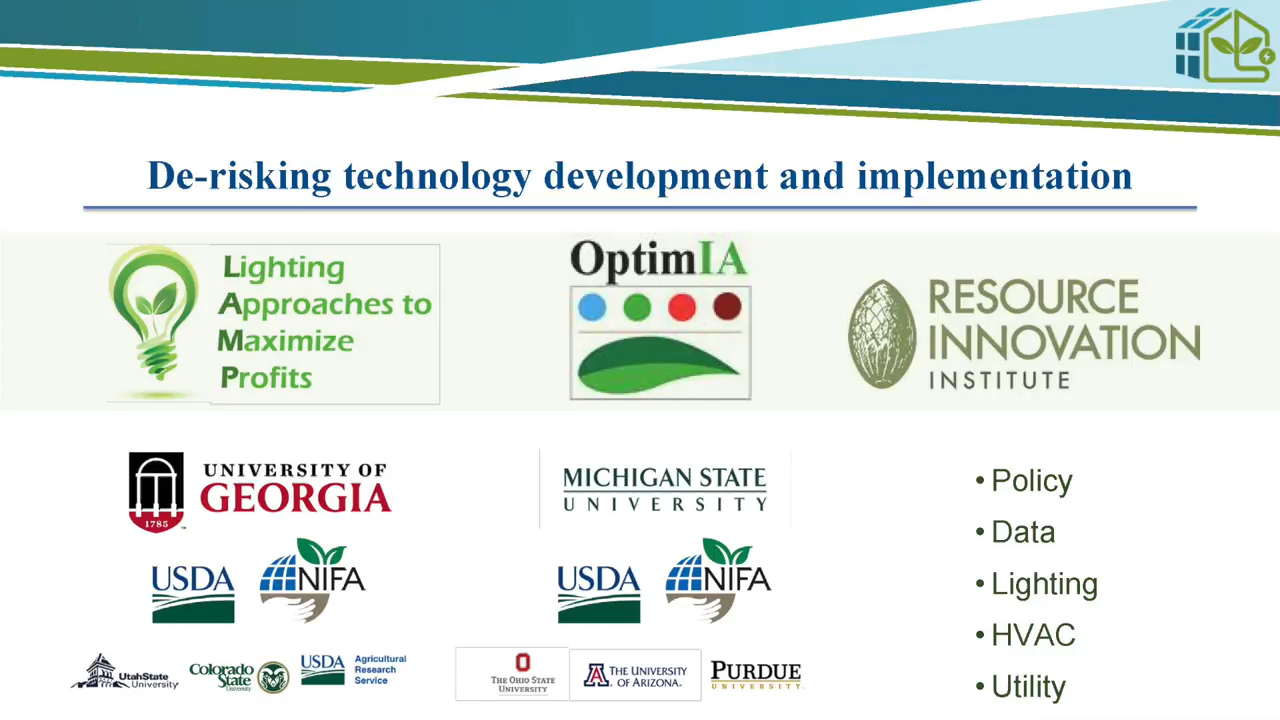 De-risking technology development and implementation
Lighting
Approaches to
Maximize
Profits
OptimIA
RESOURCE
INNOVATION
INSTITUTE
1785
UNIVERSITY OF
GEORGIA
USDA
NIFA
UtahState
University
Colorado
State
University
USDA
Agricultural
Research
Service
MICHIGAN STATE
UNIVERSITY
USDA
NIFA
THE OHIO STATE
UNIVERSITY
THE UNIVERSITY
OF ARIZONA
PURDUE
UNIVERSITY
• Policy
• Data
• Lighting
• HVAC
• Utility